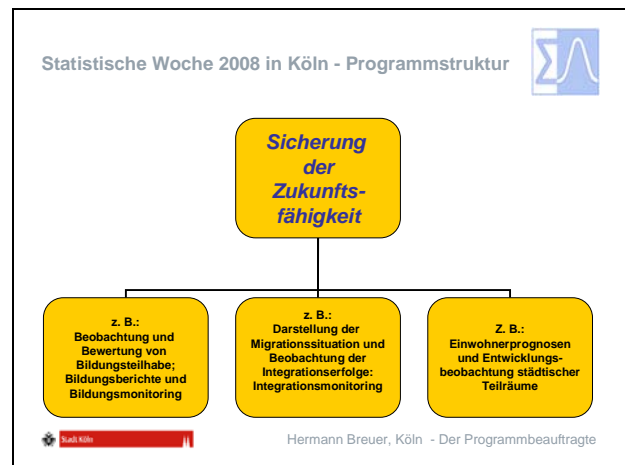 Statistische Woche 2008 in Köln - Programmstruktur
Sicherung
der
Zukunfts-
fähigkeit
z. B.:
Beobachtung und
Bewertung von
Bildungsteilhabe;
Bildungsberichte und
Bildungsmonitoring
z. B.:
Darstellung der
Migrationssituation und
Beobachtung der
Integrationserfolge:
Integrationsmonitoring
Z. B.:
Einwohnerprognosen
und Entwicklungs-
beobachtung städtischer
Teilräume
Stadt Köln
Hermann Breuer, Köln - Der Programmbeauftragte